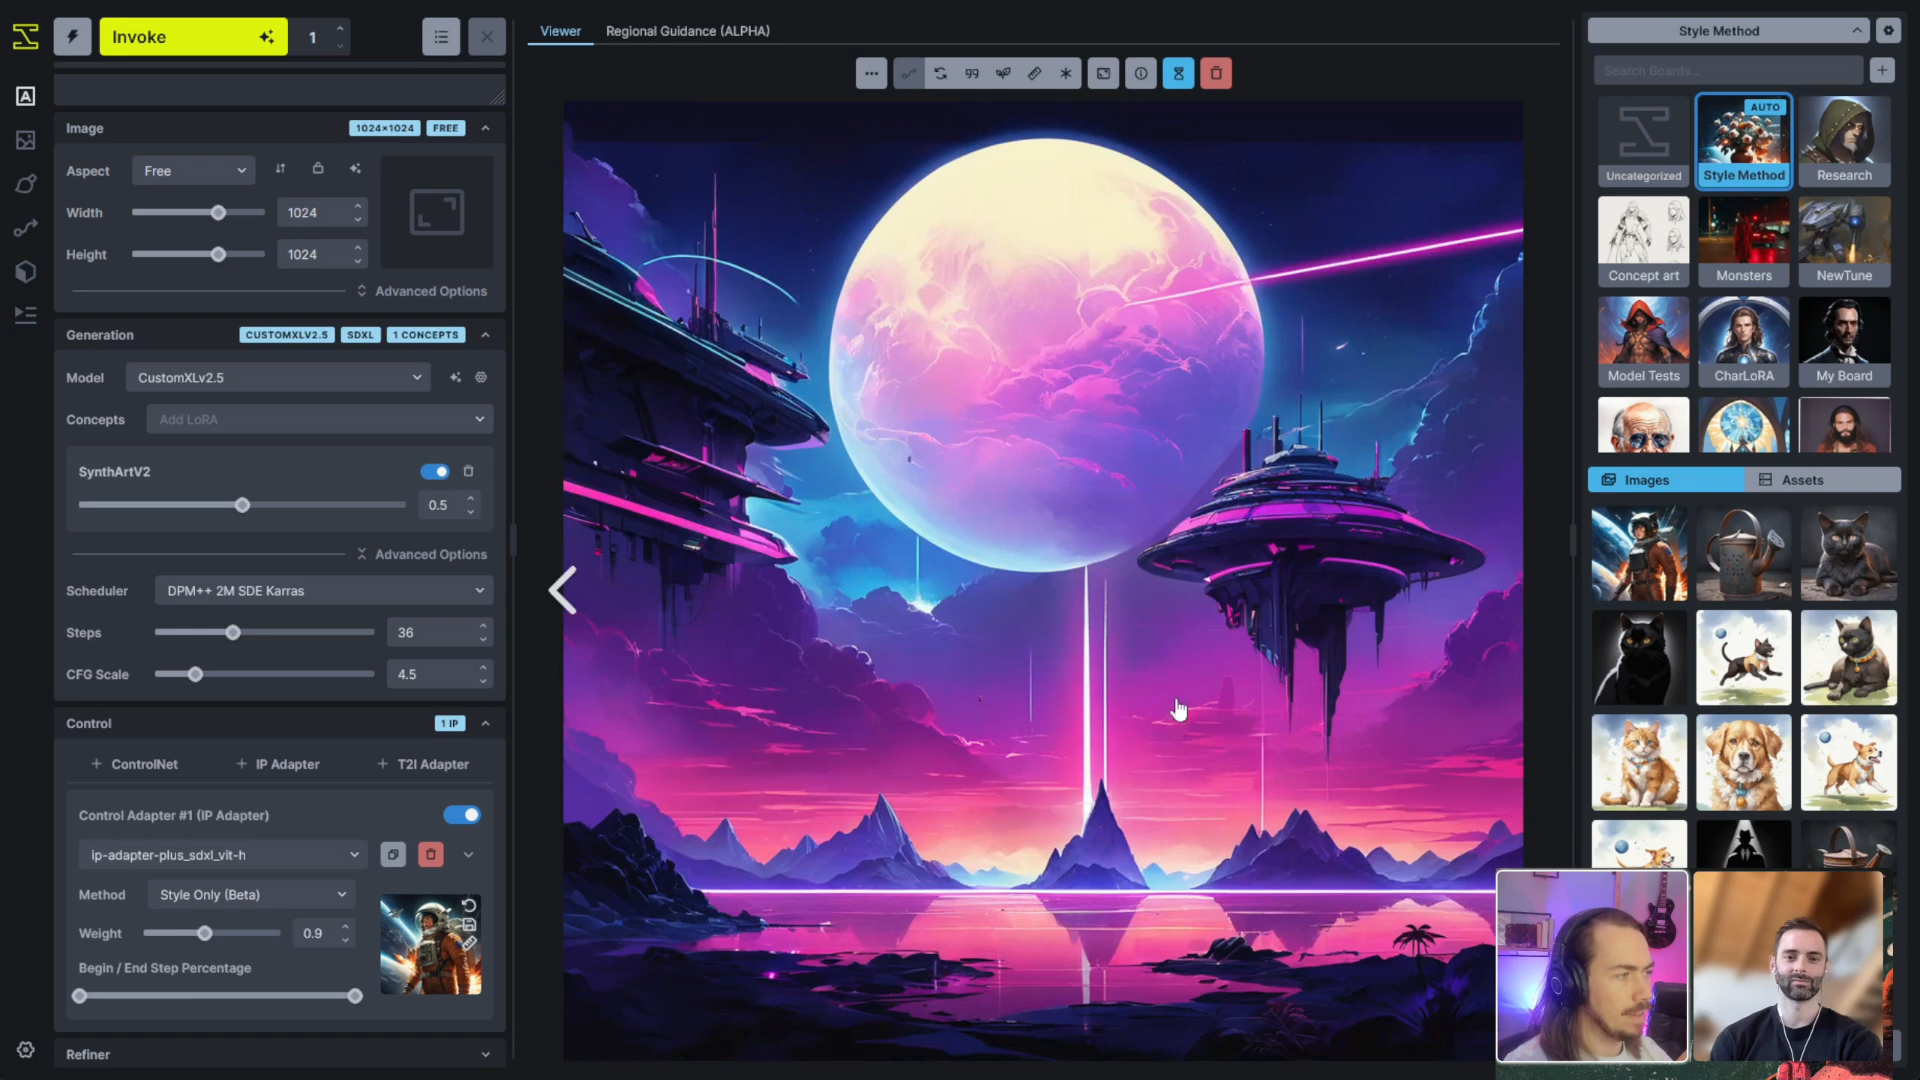 Invoke
1
Viewer
Regional Guidance (ALPHA)
Style Method
Search Boards...
AUTO
Uncategorized
Style Method
Research
Concept art
Monsters
NewTune
Model Tests
CharLoRA
My Board
Images
Assets
Image
1024×1024
FREE
Aspect
Free
Width
1024
Height
1024
Advanced Options
Generation
CUSTOMXLV2.5
SDXL
1 CONCEPTS
Model
CustomXLv2.5
Concepts
Add LoRA
SynthArtV2
0.5
Advanced Options
Scheduler
DPM++ 2M SDE Karras
Steps
36
CFG Scale
4.5
Control
1 IP
+ ControlNet
+ IP Adapter
+ T2I Adapter
Control Adapter #1 (IP Adapter)
ip-adapter-plus_sdxl_vit-h
Method
Style Only (Beta)
Weight
0.9
Begin / End Step Percentage
Refiner